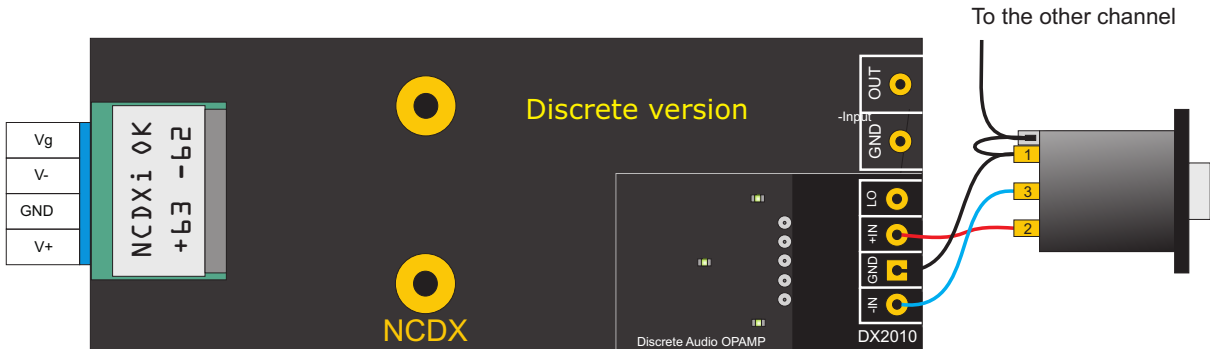 To the other channel
Vg
V-
GND
V+
NCDXi OK
+63 -62
Discrete version
NCDX
-Input
OUT
GND
LO
+IN
GND
-IN
DX2010
Discrete Audio OPAMP
1
3
2